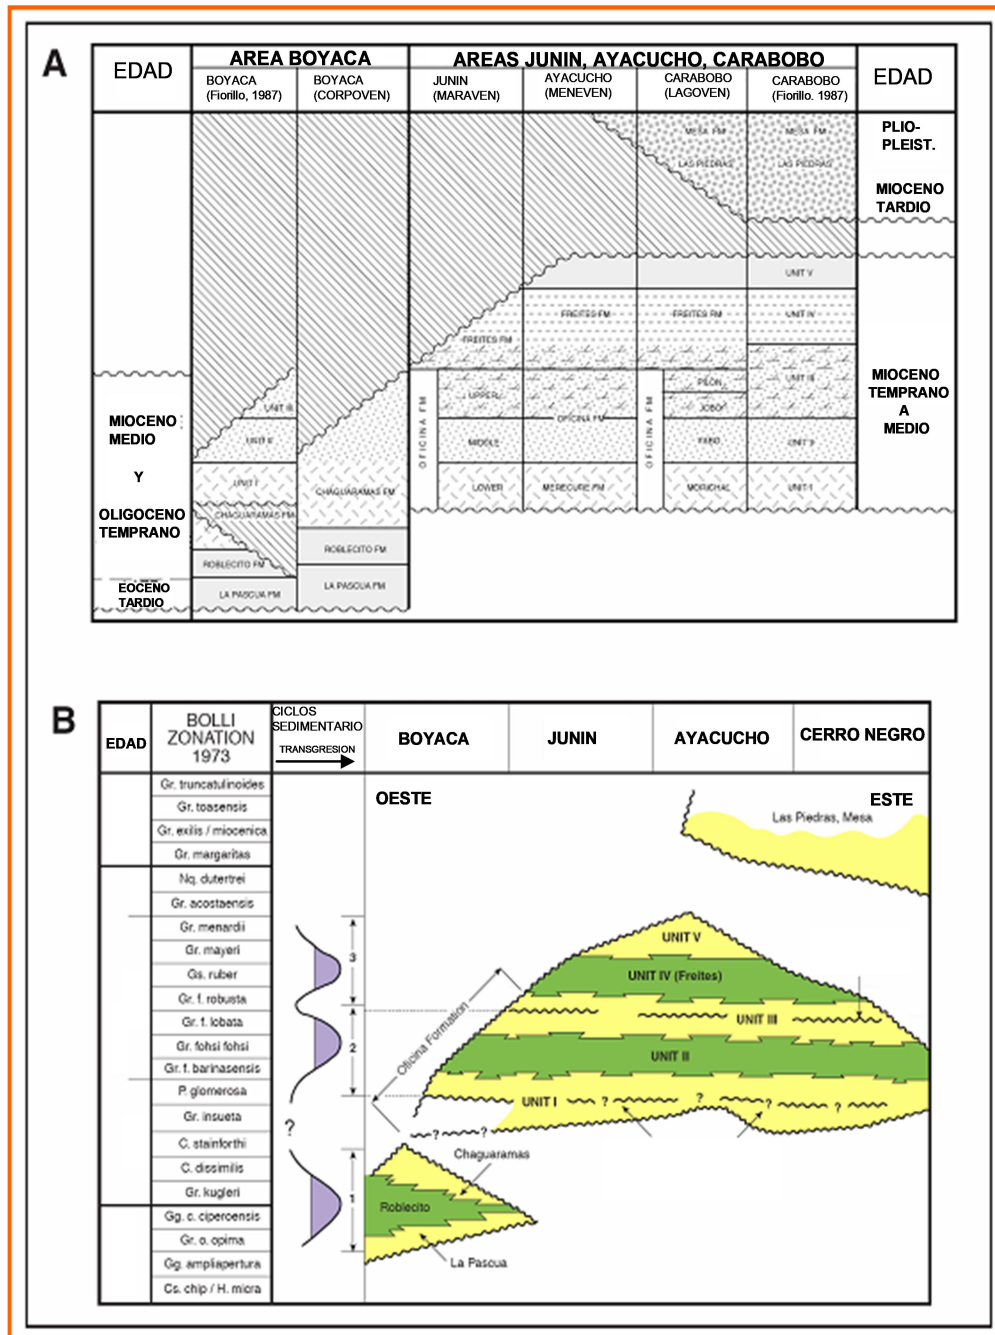 A
EDAD
AREA BOYACA
AREAS JUNIN, AYACUCHO, CARABOBO
EDAD
BOYACA
(Fiorillo, 1987)
BOYACA
(CORPOVEN)
JUNIN
(MARAVEN)
AYACUCHO
(MENEVEN)
CARABOBO
(LAGOVEN)
CARABOBO
(Fiorillo. 1987)
MESA FM
LAS PIEDRAS
MESA FM
LAS PIEDRAS
PLIO-
PLEIST.
MIOCENO
TARDIO
UNIT V
FREITES FM
FREITES FM
FREITES FM
UNIT IV
MIOCENO
MEDIO
Y
OLIGOCENO
TEMPRANO
EOCENO
TARDIO
UNIT III
UNIT II
UNIT I
CHAGUARAMAS FM
ROBLECITO FM
LA PASCUA FM
CHAGUARAMAS FM
ROBLECITO FM
LA PASCUA FM
OFICINA FM
UPPER
MIDDLE
LOWER
OFICINA FM
MERECURE FM
OFICINA FM
PILON
JOBO
YABO
MORICHAL
UNIT III
UNIT II
UNIT I
MIOCENO
TEMPRANO
A
MEDIO
B
EDAD
BOLLI
ZONATION
1973
CICLOS
SEDIMENTARIO
TRANSGRESION
BOYACA
JUNIN
AYACUCHO
CERRO NEGRO
OESTE
ESTE
Gr. truncatulinoides
Gr. toasensis
Gr. exilis / miocenica
Gr. margaritas
Nq. dutertrei
Gr. acostaensis
Gr. menardii
Gr. mayeri
Gs. ruber
Gr. f. robusta
Gr. f. lobata
Gr. fohsi fohsi
Gr. f. barinasensis
P. glomerosa
Gr. insueta
C. stainforthi
C. dissimilis
Gr. kugleri
Gg. c. ciperoensis
Gr. o. opima
Gg. ampliapertura
Cs. chip / H. micra
3
2
?
1
Las Piedras, Mesa
UNIT V
UNIT IV (Freites)
UNIT III
UNIT II
UNIT I
? ? ? ?
Oficina Formation
? ?
Chaguaramas
Roblecito
La Pascua